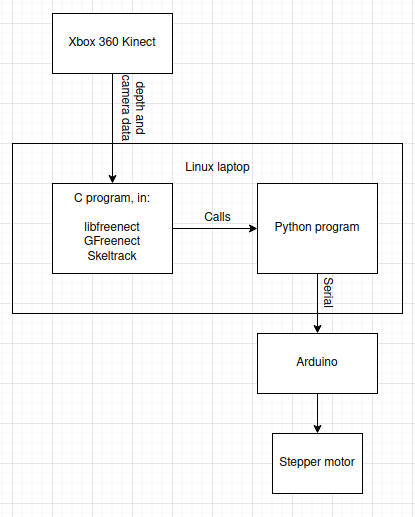 Xbox 360 Kinect
depth and
camera data
Linux laptop
C program, in:
libfreenect
GFreenect
Skeltrack
Calls
Python program
Serial
Arduino
Stepper motor